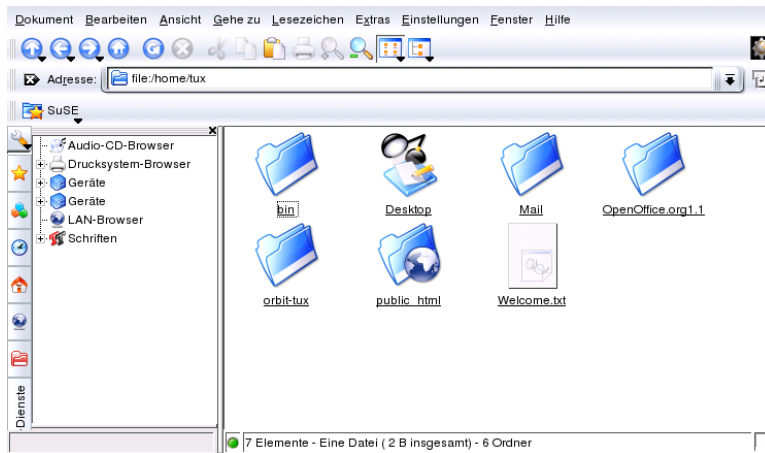 Dokument Bearbeiten Ansicht Gehe zu Lesezeichen Extras Einstellungen Fenster Hilfe
Adresse: file:/home/tux
SuSE
Audio-CD-Browser
Drucksystem-Browser
Geräte
Geräte
LAN-Browser
Schriften
Dienste
bin Desktop Mail OpenOffice.org1.1
orbit-tux public_html Welcome.txt
7 Elemente - Eine Datei ( 2 B insgesamt) - 6 Ordner